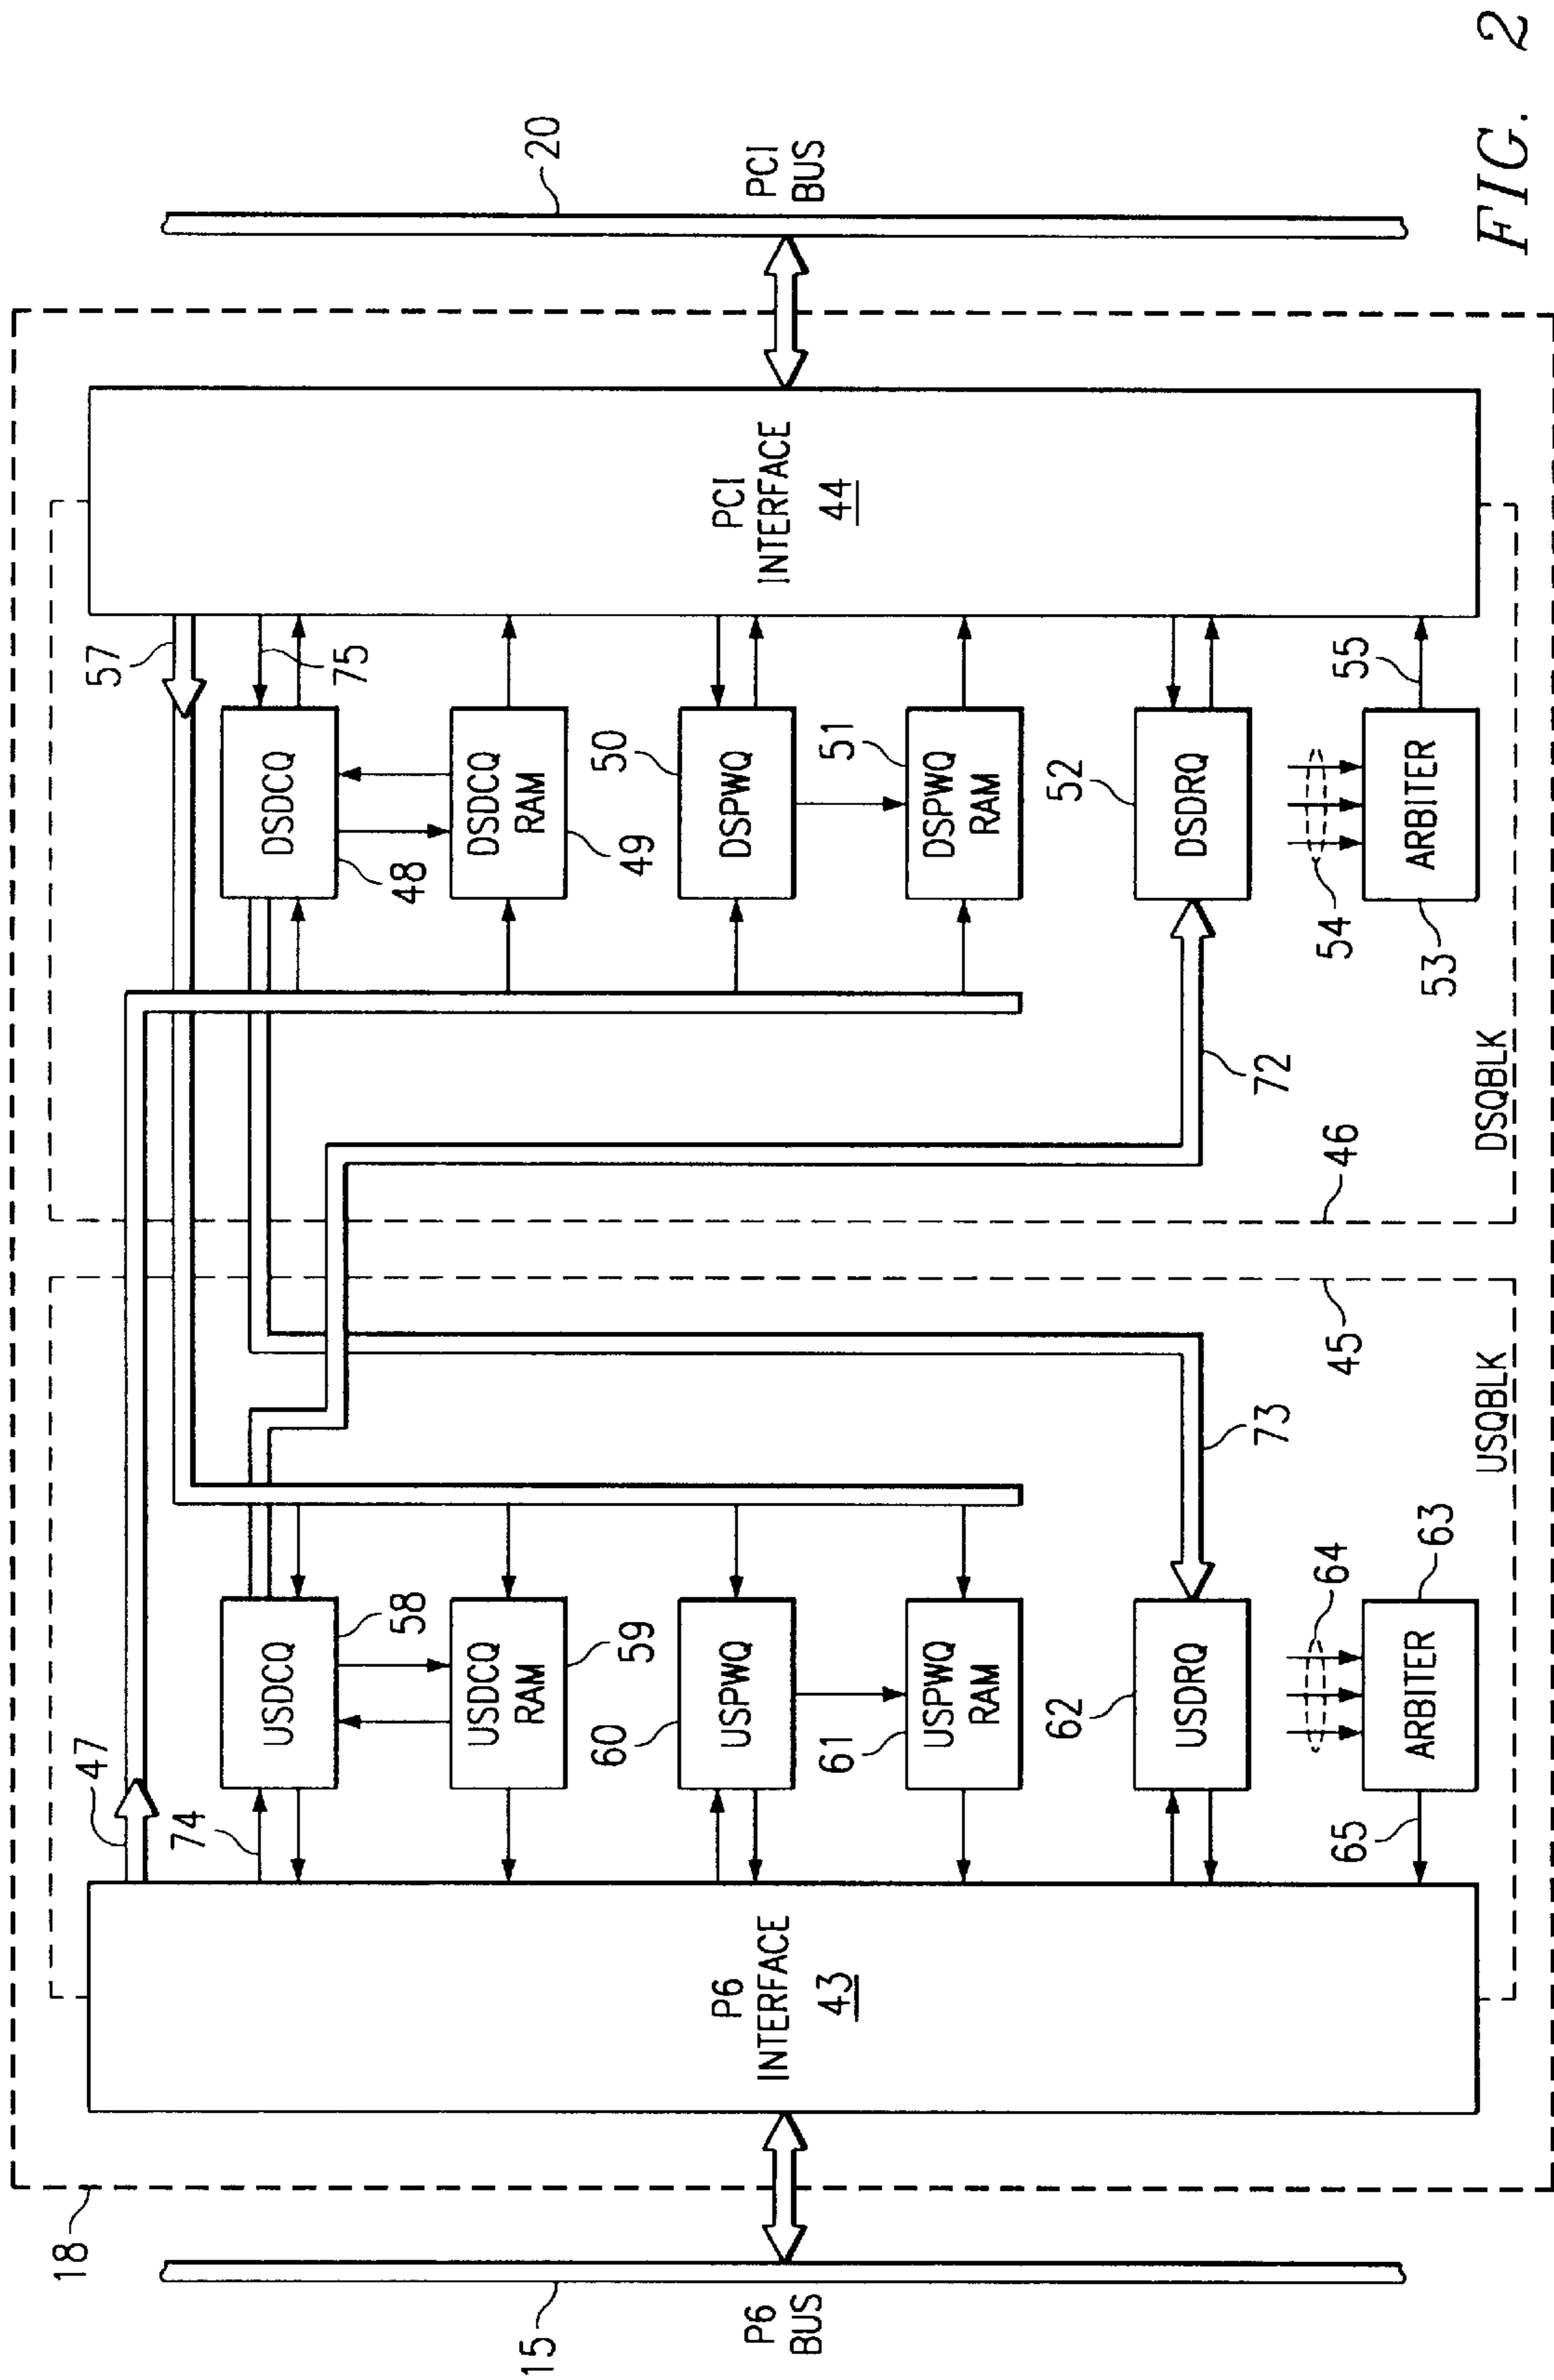 18
15
P6
BUS
P6
INTERFACE
43
47
74
USDCQ
58
USDCQ
RAM
59
60
USPWQ
61
USPWQ
RAM
62
USDRQ
64
ARBITER
63
65
73
45
USQBLK
46
DSQBLK
72
57
75
DSDCQ
48
DSDCQ
RAM
49
50
DSPWQ
51
DSPWQ
RAM
52
DSDRQ
54
ARBITER
53
55
PCI
INTERFACE
44
20
PCI
BUS
FIG. 2